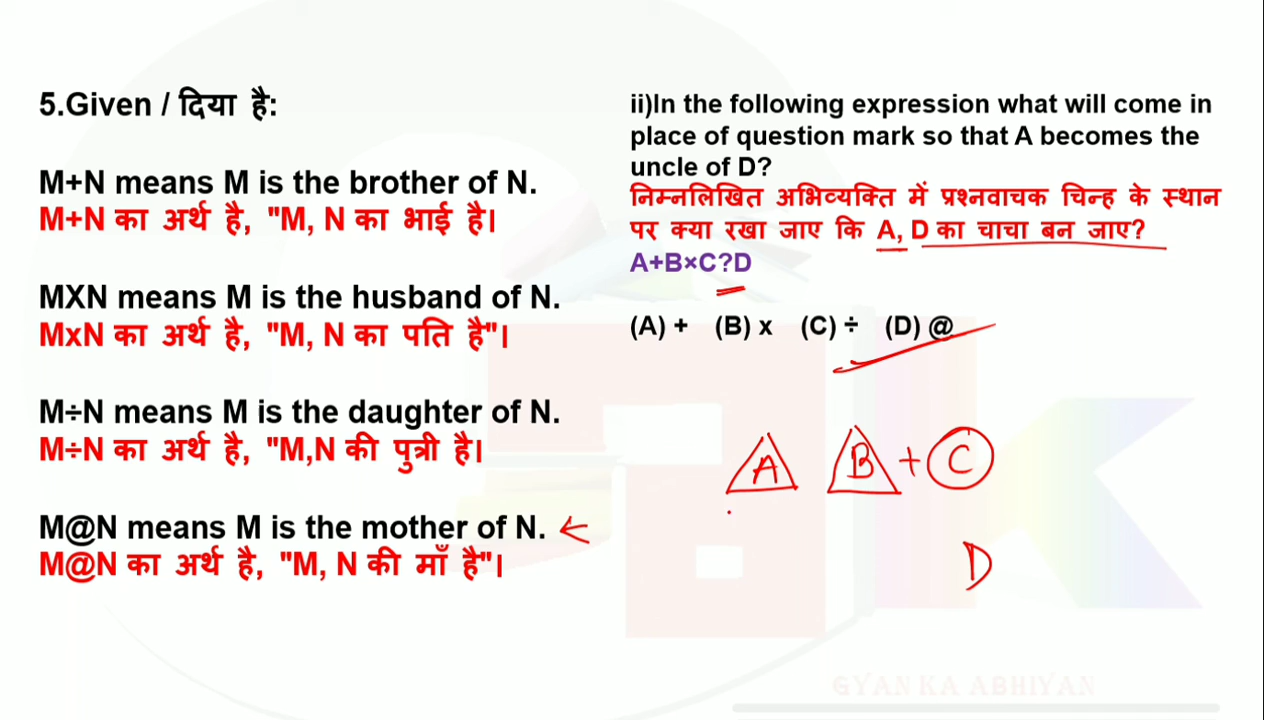 5.Given / दिया है:
M+N means M is the brother of N.
M+N का अर्थ है, "M, N का भाई है।
MXN means M is the husband of N.
MxN का अर्थ है, "M, N का पति है"।
M÷N means M is the daughter of N.
M÷N का अर्थ है, "M,N की पुत्री है।
M@N means M is the mother of N. ←
M@N का अर्थ है, "M, N की माँ है"।
ii)In the following expression what will come in
place of question mark so that A becomes the
uncle of D?
निम्नलिखित अभिव्यक्ति में प्रश्नवाचक चिन्ह के स्थान
पर क्या रखा जाए कि A, D का चाचा बन जाए?
A+B×C?D
(A) + (B) x (C) ÷ (D) @
A B + C
D
GYAN KA ABHIYAN